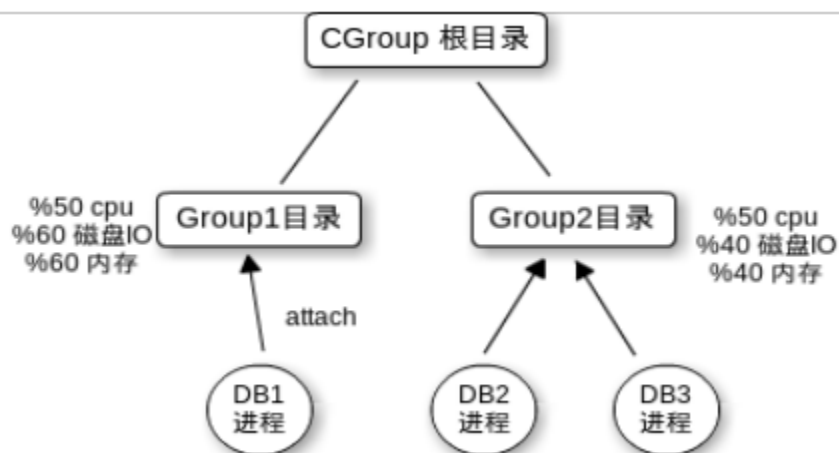 CGroup 根目录
%50 cpu
%60 磁盘IO
%60 内存
Group1目录
Group2目录
%50 cpu
%40 磁盘IO
%40 内存
attach
DB1
进程
DB2
进程
DB3
进程